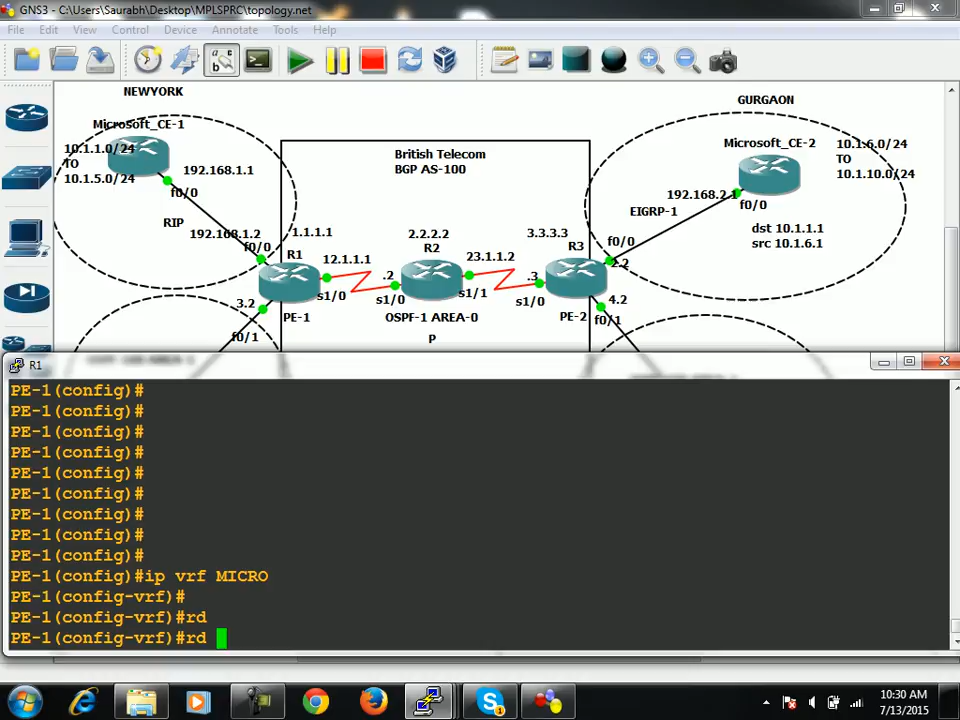 GNS3 - C:\Users\Saurabh\Desktop\MPLSPRC\topology.net
File Edit View Control Device Annotate Tools Help
NEWYORK
Microsoft_CE-1
10.1.1.0/24
TO
10.1.5.0/24
192.168.1.1
f0/0
RIP
192.168.1.2
f0/0
1.1.1.1
R1
12.1.1.1
s1/0
PE-1
3.2
f0/1
British Telecom
BGP AS-100
2.2.2.2
R2
.2
s1/0
23.1.1.2
s1/1
OSPF-1 AREA-0
P
3.3.3.3
R3
.3
s1/0
PE-2
f0/0
2.2
4.2
f0/1
GURGAON
Microsoft_CE-2
192.168.2.1
f0/0
EIGRP-1
10.1.6.0/24
TO
10.1.10.0/24
dst 10.1.1.1
src 10.1.6.1
R1
PE-1(config)#
PE-1(config)#
PE-1(config)#
PE-1(config)#
PE-1(config)#
PE-1(config)#
PE-1(config)#
PE-1(config)#
PE-1(config)#
PE-1(config)#ip vrf MICRO
PE-1(config-vrf)#
PE-1(config-vrf)#rd
PE-1(config-vrf)#rd
10:30 AM
7/13/2015